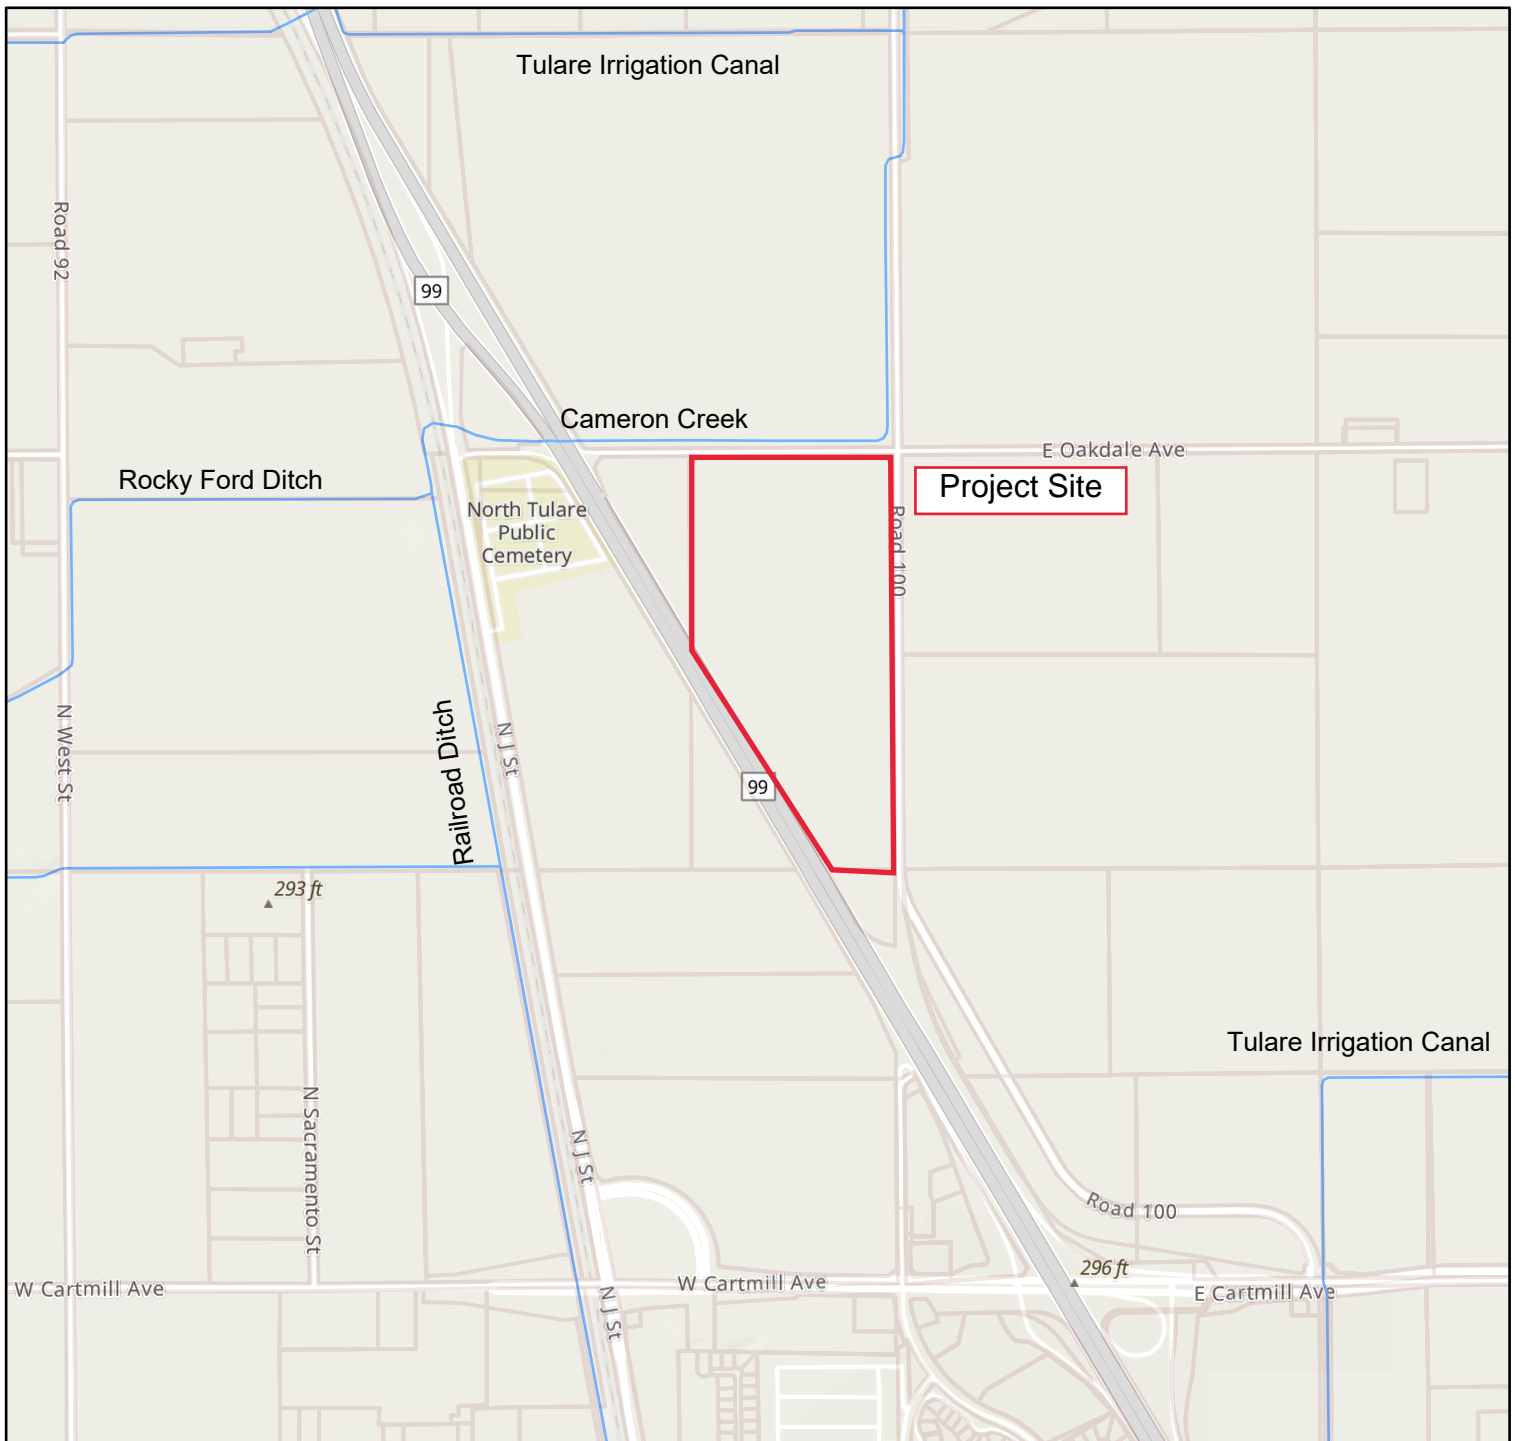 Tulare Irrigation Canal
Road 92
99
Cameron Creek
E Oakdale Ave
Rocky Ford Ditch
Project Site
North Tulare
Public
Cemetery
Road 100
N West St
Railroad Ditch
N J St
99
293 ft
Tulare Irrigation Canal
N Sacramento St
N J St
Road 100
296 ft
W Cartmill Ave
W Cartmill Ave
E Cartmill Ave
N J St